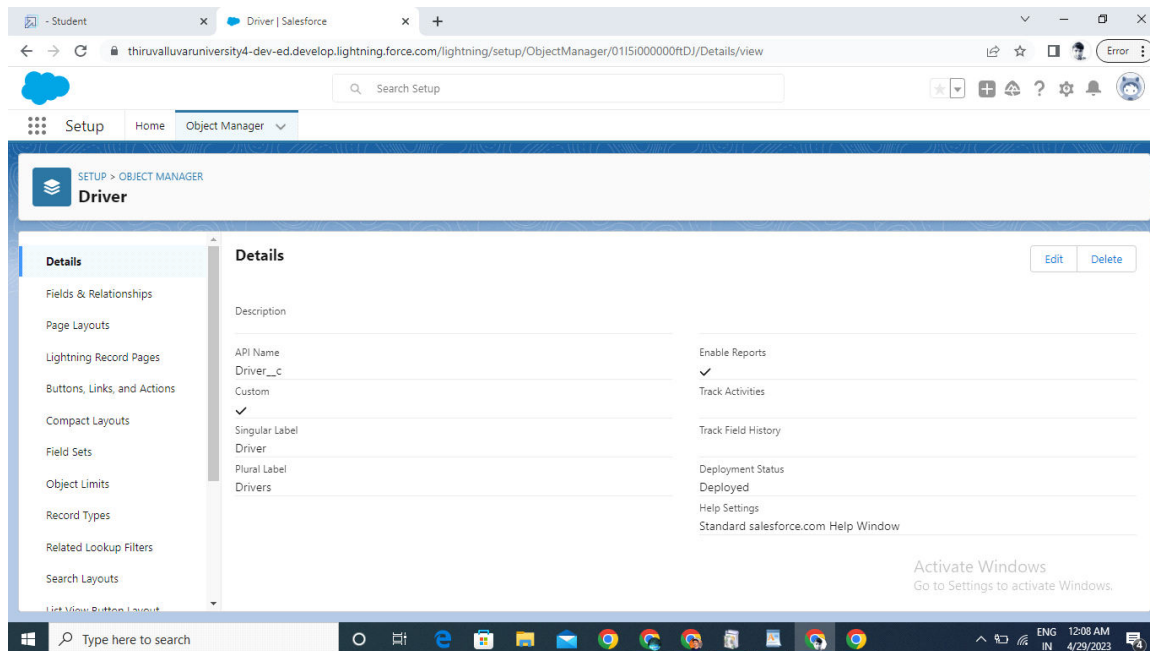 - Student
Driver | Salesforce
thiruvalluvaruniversity4-dev-ed.develop.lightning.force.com/lightning/setup/ObjectManager/01I5i000000ftDJ/Details/view
Error
Search Setup
Setup
Home
Object Manager
SETUP > OBJECT MANAGER
Driver
Details
Fields & Relationships
Page Layouts
Lightning Record Pages
Buttons, Links, and Actions
Compact Layouts
Field Sets
Object Limits
Record Types
Related Lookup Filters
Search Layouts
List View Button Layout
Details
Edit
Delete
Description
API Name
Driver__c
Custom
Singular Label
Driver
Plural Label
Drivers
Enable Reports
Track Activities
Track Field History
Deployment Status
Deployed
Help Settings
Standard salesforce.com Help Window
Activate Windows
Go to Settings to activate Windows.
Type here to search
ENG
IN
12:08 AM
4/29/2023
4